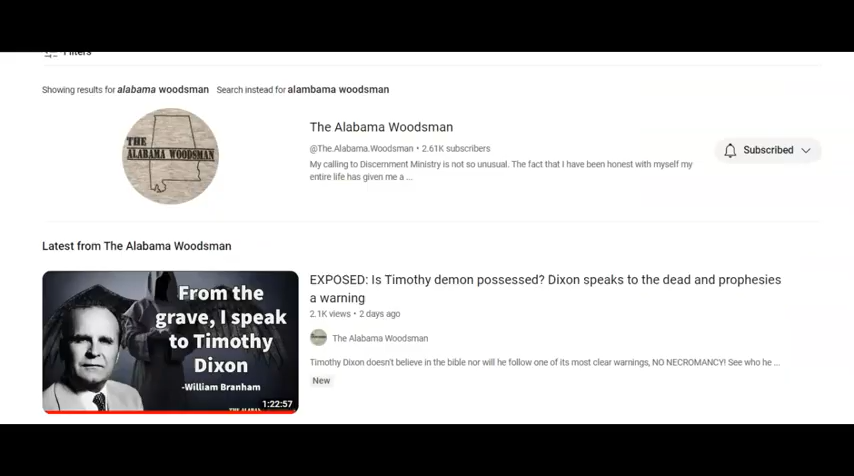 Filters
Showing results for alabama woodsman Search instead for alambama woodsman
THE
ALABAMA WOODSMAN
The Alabama Woodsman
@The.Alabama.Woodsman • 2.61K subscribers
My calling to Discernment Ministry is not so unusual. The fact that I have been honest with myself my
entire life has given me a ...
Subscribed
Latest from The Alabama Woodsman
From the
grave, I speak
to Timothy
Dixon
-William Branham
1:22:57
EXPOSED: Is Timothy demon possessed? Dixon speaks to the dead and prophesies
a warning
2.1K views • 2 days ago
The Alabama Woodsman
Timothy Dixon doesn't believe in the bible nor will he follow one of its most clear warnings, NO NECROMANCY! See who he ...
New